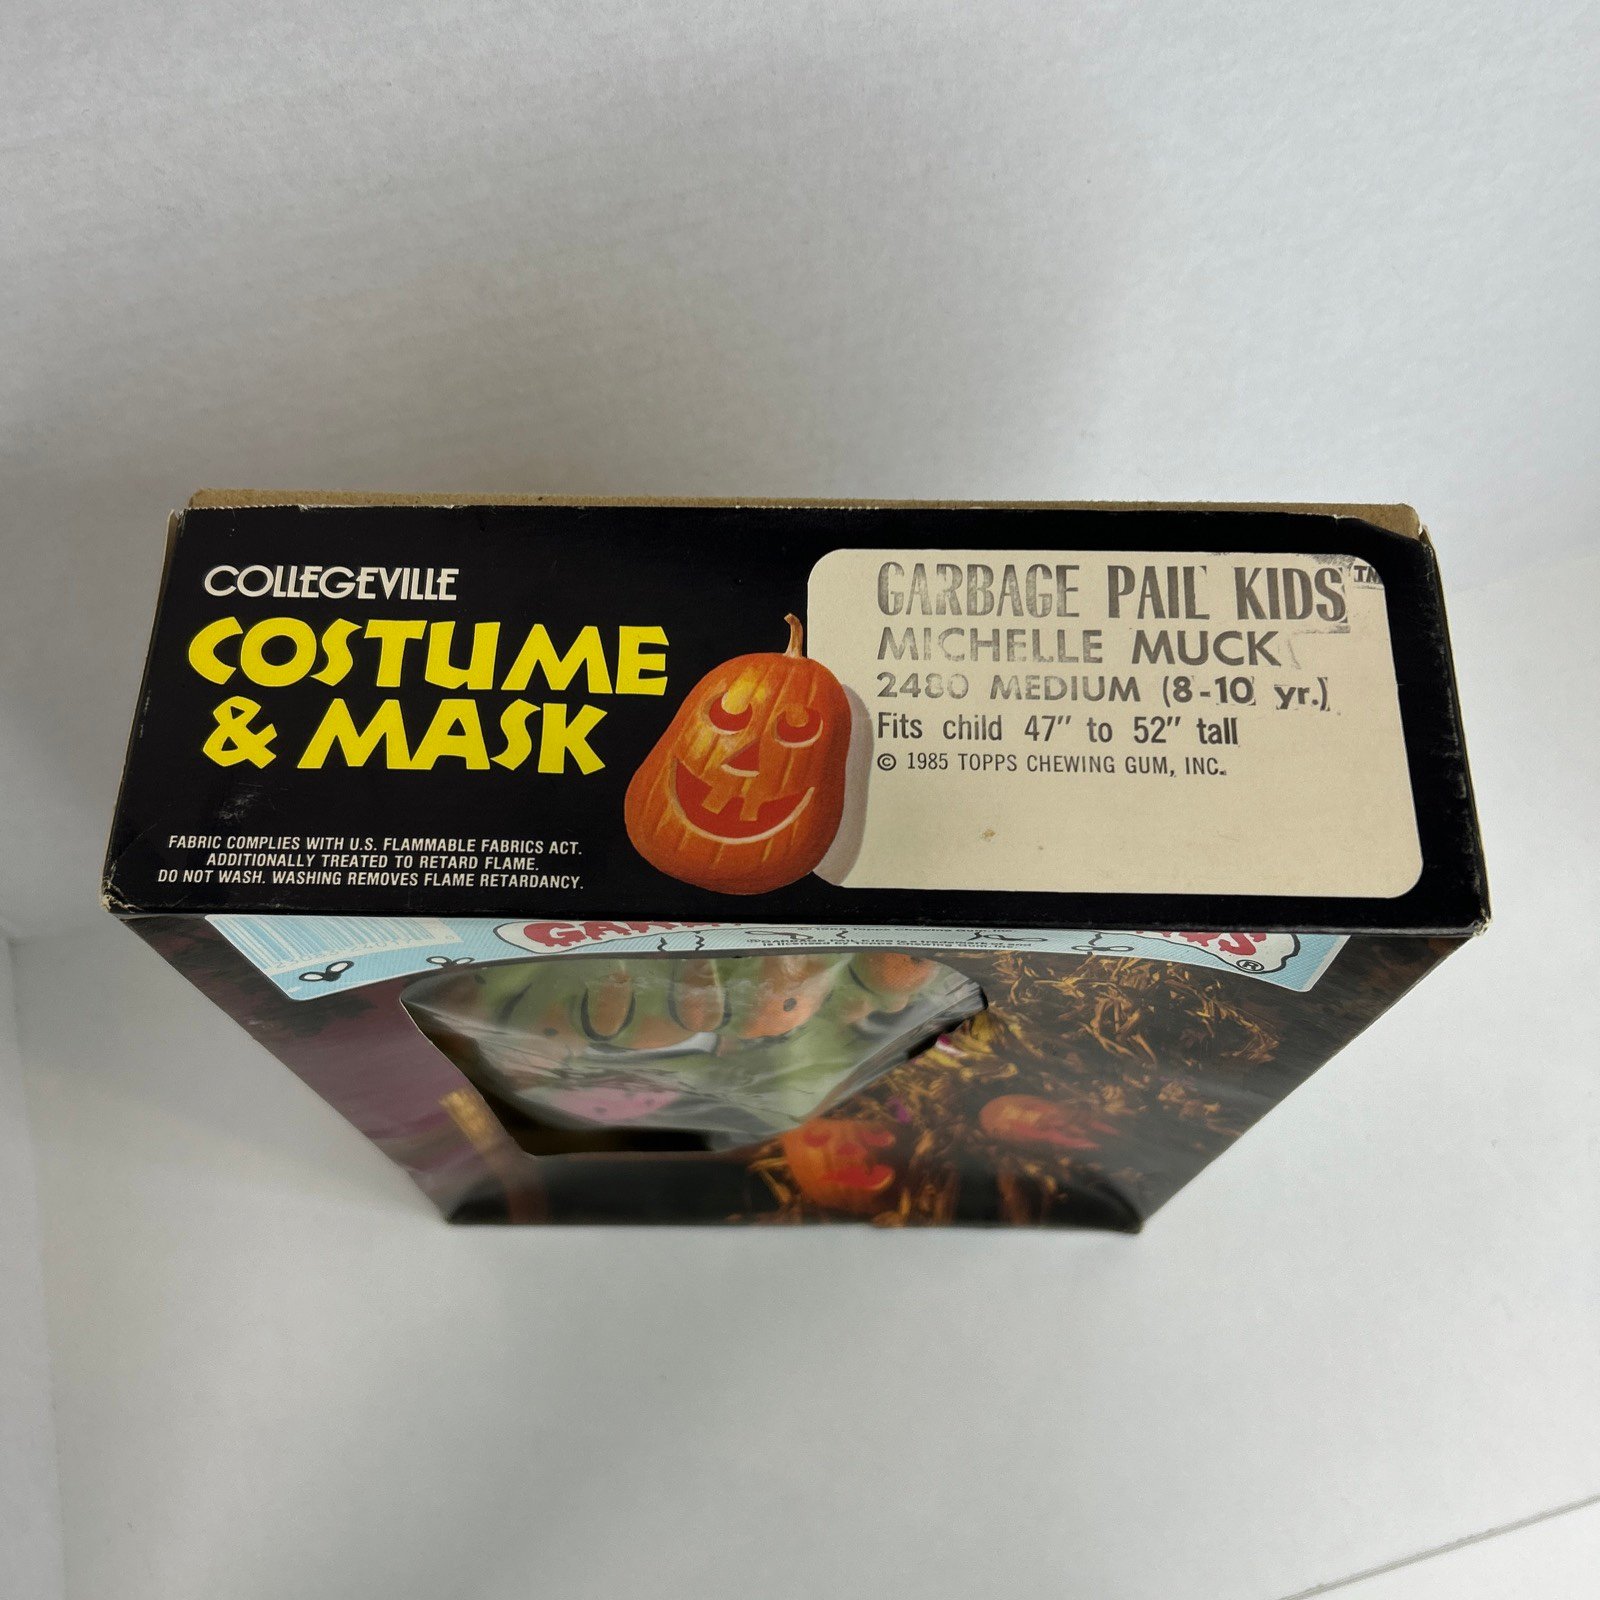 COLLEGEVILLE
COSTUME
& MASK
FABRIC COMPLIES WITH U.S. FLAMMABLE FABRICS ACT.
ADDITIONALLY TREATED TO RETARD FLAME.
DO NOT WASH. WASHING REMOVES FLAME RETARDANCY.
GARBAGE PAIL KIDS™
MICHELLE MUCK
2480 MEDIUM (8-10 yr.)
Fits child 47" to 52" tall
© 1985 TOPPS CHEWING GUM, INC.